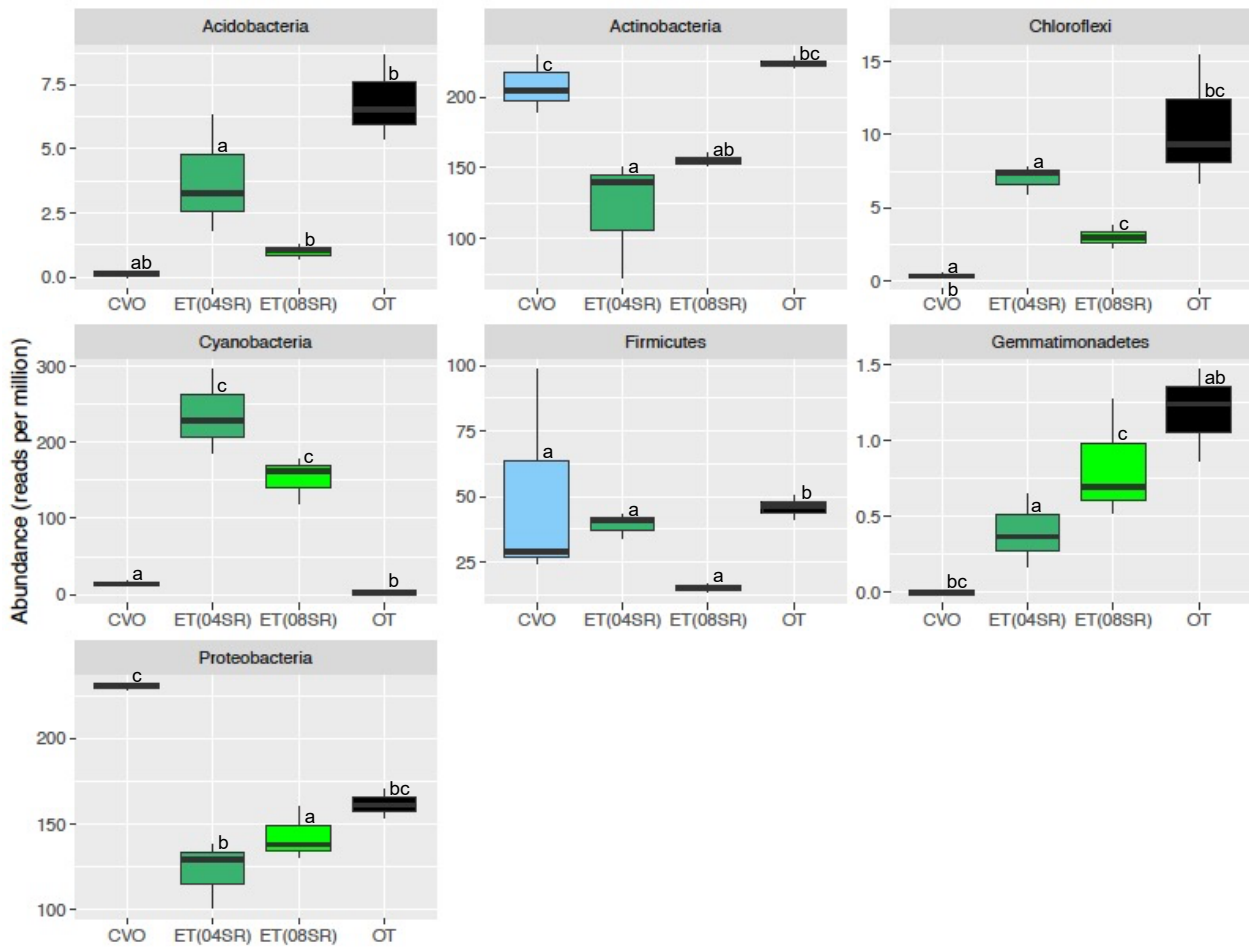 Acidobacteria
Actinobacteria
Chloroflexi
7.5
5.0
2.5
0.0
ab
a
b
b
CVO
ET(04SR)
ET(08SR)
OT
200
150
100
c
a
ab
bc
CVO
ET(04SR)
ET(08SR)
OT
15
10
5
0
a
b
a
c
bc
CVO
ET(04SR)
ET(08SR)
OT
Abundance (reads per million)
Cyanobacteria
Firmicutes
Gemmatimonadetes
300
200
100
0
a
c
c
b
CVO
ET(04SR)
ET(08SR)
OT
100
75
50
25
a
a
a
b
CVO
ET(04SR)
ET(08SR)
OT
1.5
1.0
0.5
0.0
bc
a
c
ab
CVO
ET(04SR)
ET(08SR)
OT
Proteobacteria
200
150
100
c
b
a
bc
CVO
ET(04SR)
ET(08SR)
OT